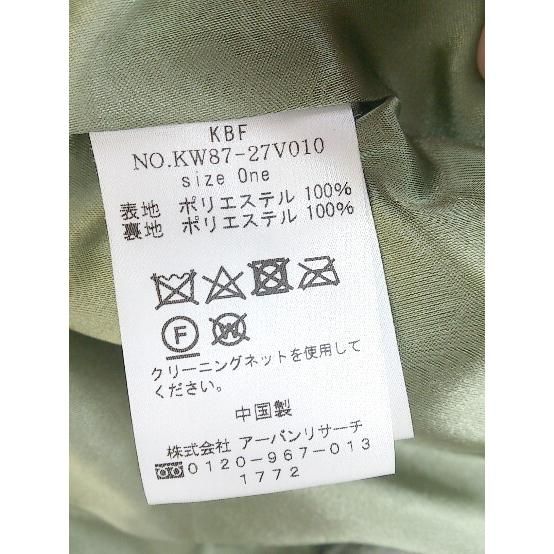 KBF
NO.KW87-27V010
size One
表地 ポリエステル 100%
裏地 ポリエステル 100%
F
W
クリーニングネットを使用して
ください。
中国製
株式会社 アーバンリサーチ
0120-967-013
1772